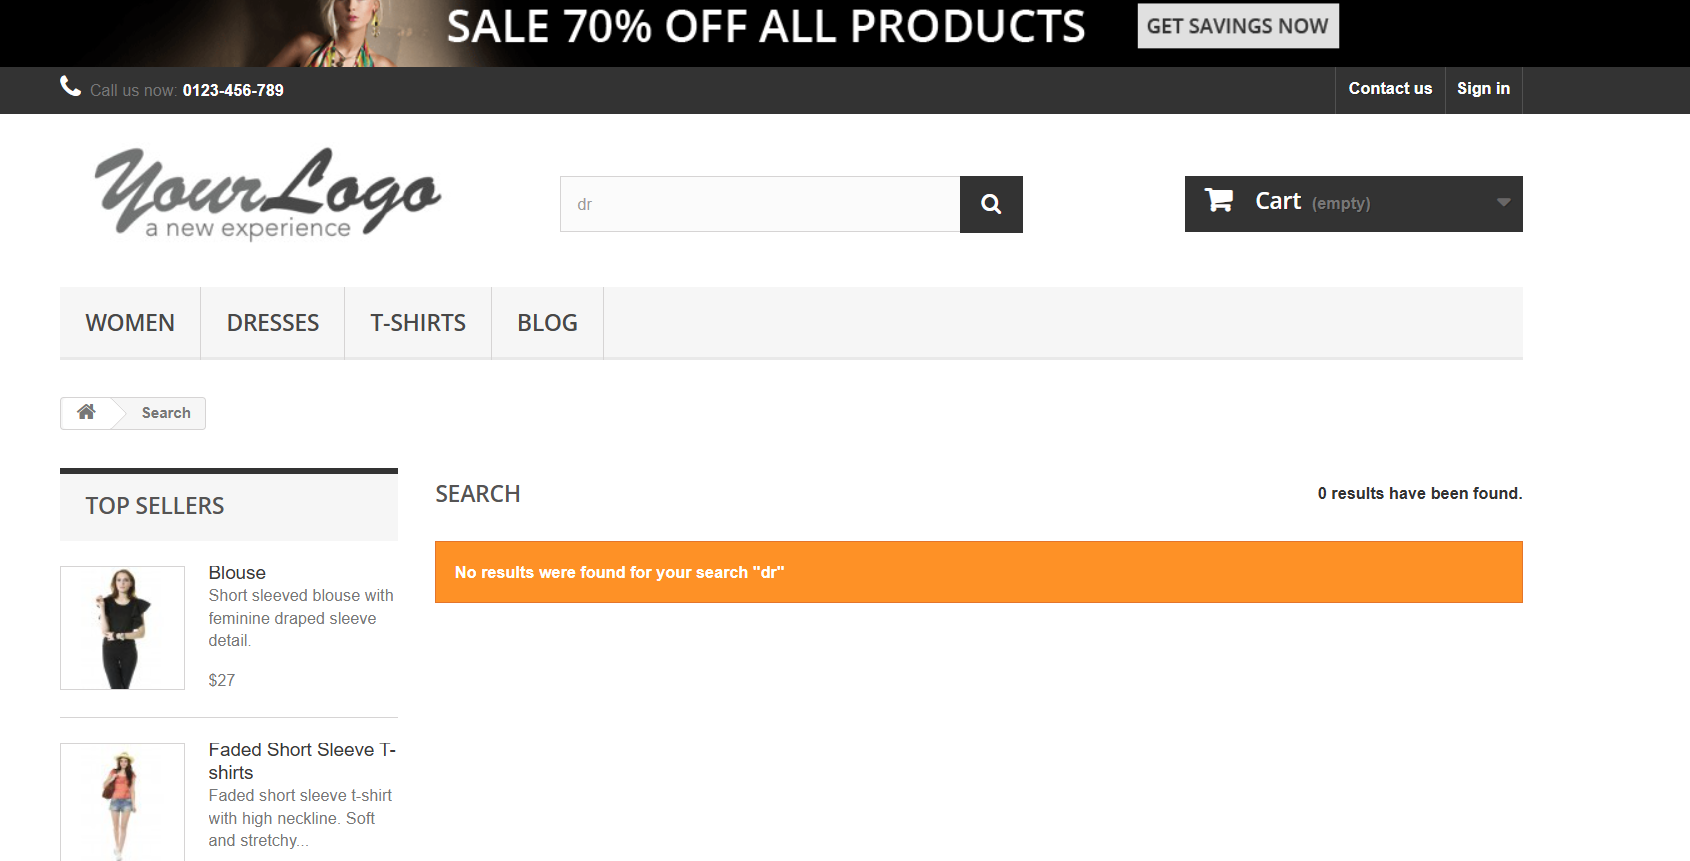 SALE 70% OFF ALL PRODUCTS
GET SAVINGS NOW
Call us now: 0123-456-789
Contact us
Sign in
YourLogo
a new experience
dr
Cart (empty)
WOMEN
DRESSES
T-SHIRTS
BLOG
Search
TOP SELLERS
SEARCH
0 results have been found.
No results were found for your search "dr"
Blouse
Short sleeved blouse with
feminine draped sleeve
detail.
$27
Faded Short Sleeve T-
shirts
Faded short sleeve t-shirt
with high neckline. Soft
and stretchy...